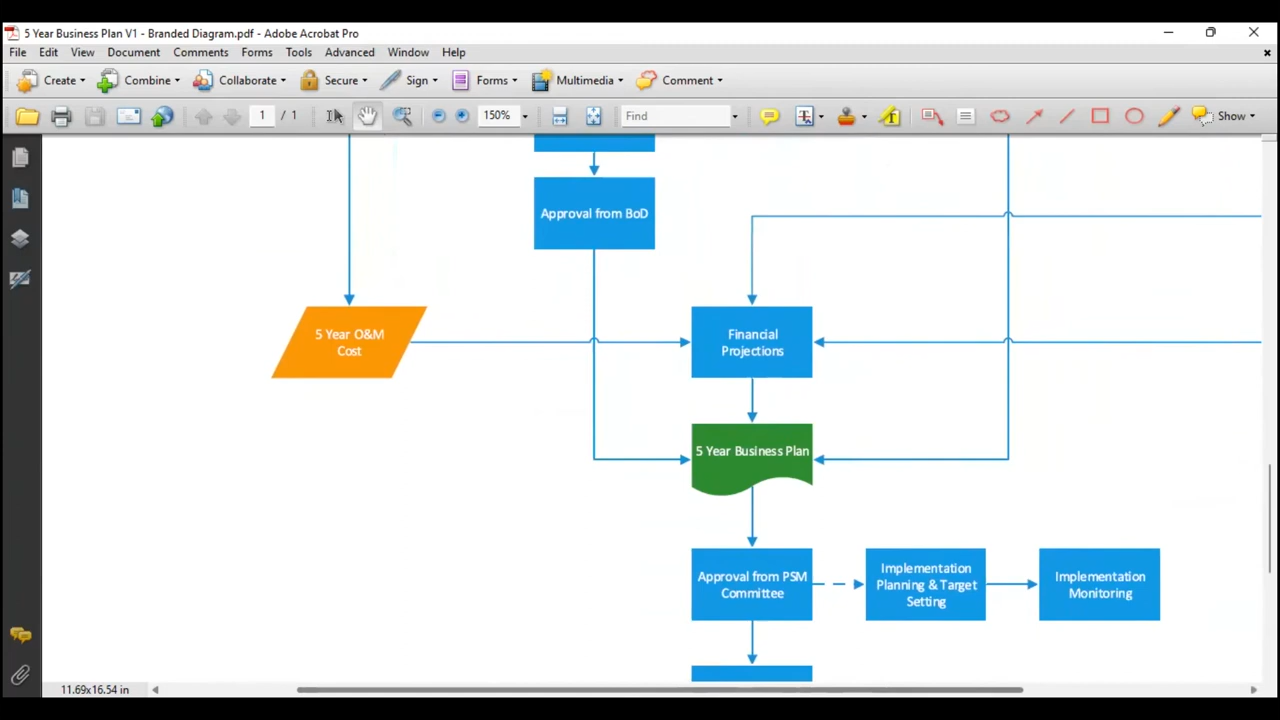 5 Year Business Plan V1 - Branded Diagram.pdf - Adobe Acrobat Pro
File Edit View Document Comments Forms Tools Advanced Window Help
Create Combine Collaborate Secure Sign Forms Multimedia Comment
1 / 1 150% Find Show
Approval from BoD
5 Year O&M
Cost
Financial
Projections
5 Year Business Plan
Approval from PSM
Committee
Implementation
Planning & Target
Setting
Implementation
Monitoring
11.69x16.54 in